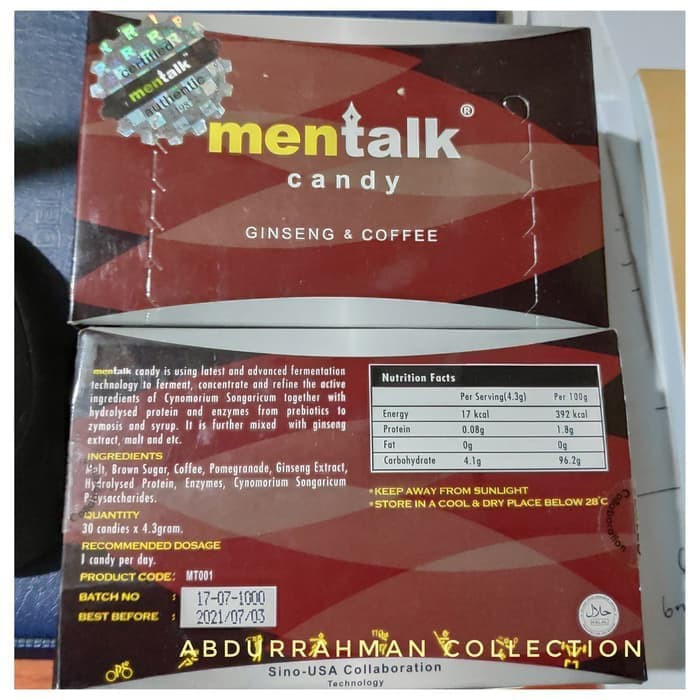 certified
mentalk
authentic
mentalk®
candy
GINSENG & COFFEE
mentalk candy is using latest and advanced fermentation
technology to ferment, concentrate and refine the active
ingredients of Cynomorium Songaricum together with
hydrolysed protein and enzymes from prebiotics to
zymosis and syrup. It is further mixed with ginseng
extract, malt and etc.
INGREDIENTS
Malt, Brown Sugar, Coffee, Pomegranade, Ginseng Extract,
Hydrolysed Protein, Enzymes, Cynomorium Songaricum
Polysaccharides.
QUANTITY
30 candies x 4.3gram.
RECOMMENDED DOSAGE
1 candy per day.
PRODUCT CODE: MT001
BATCH NO : 17-07-1000
BEST BEFORE : 2021/07/03
Nutrition Facts
Per Serving(4.3g) Per 100g
Energy 17 kcal 392 kcal
Protein 0.08g 1.8g
Fat 0g 0g
Carbohydrate 4.1g 96.2g
*KEEP AWAY FROM SUNLIGHT
*STORE IN A COOL & DRY PLACE BELOW 28°C
Collaboration
حلال
HALAL
ABDURRAHMAN COLLECTION
Sino-USA Collaboration
Technology